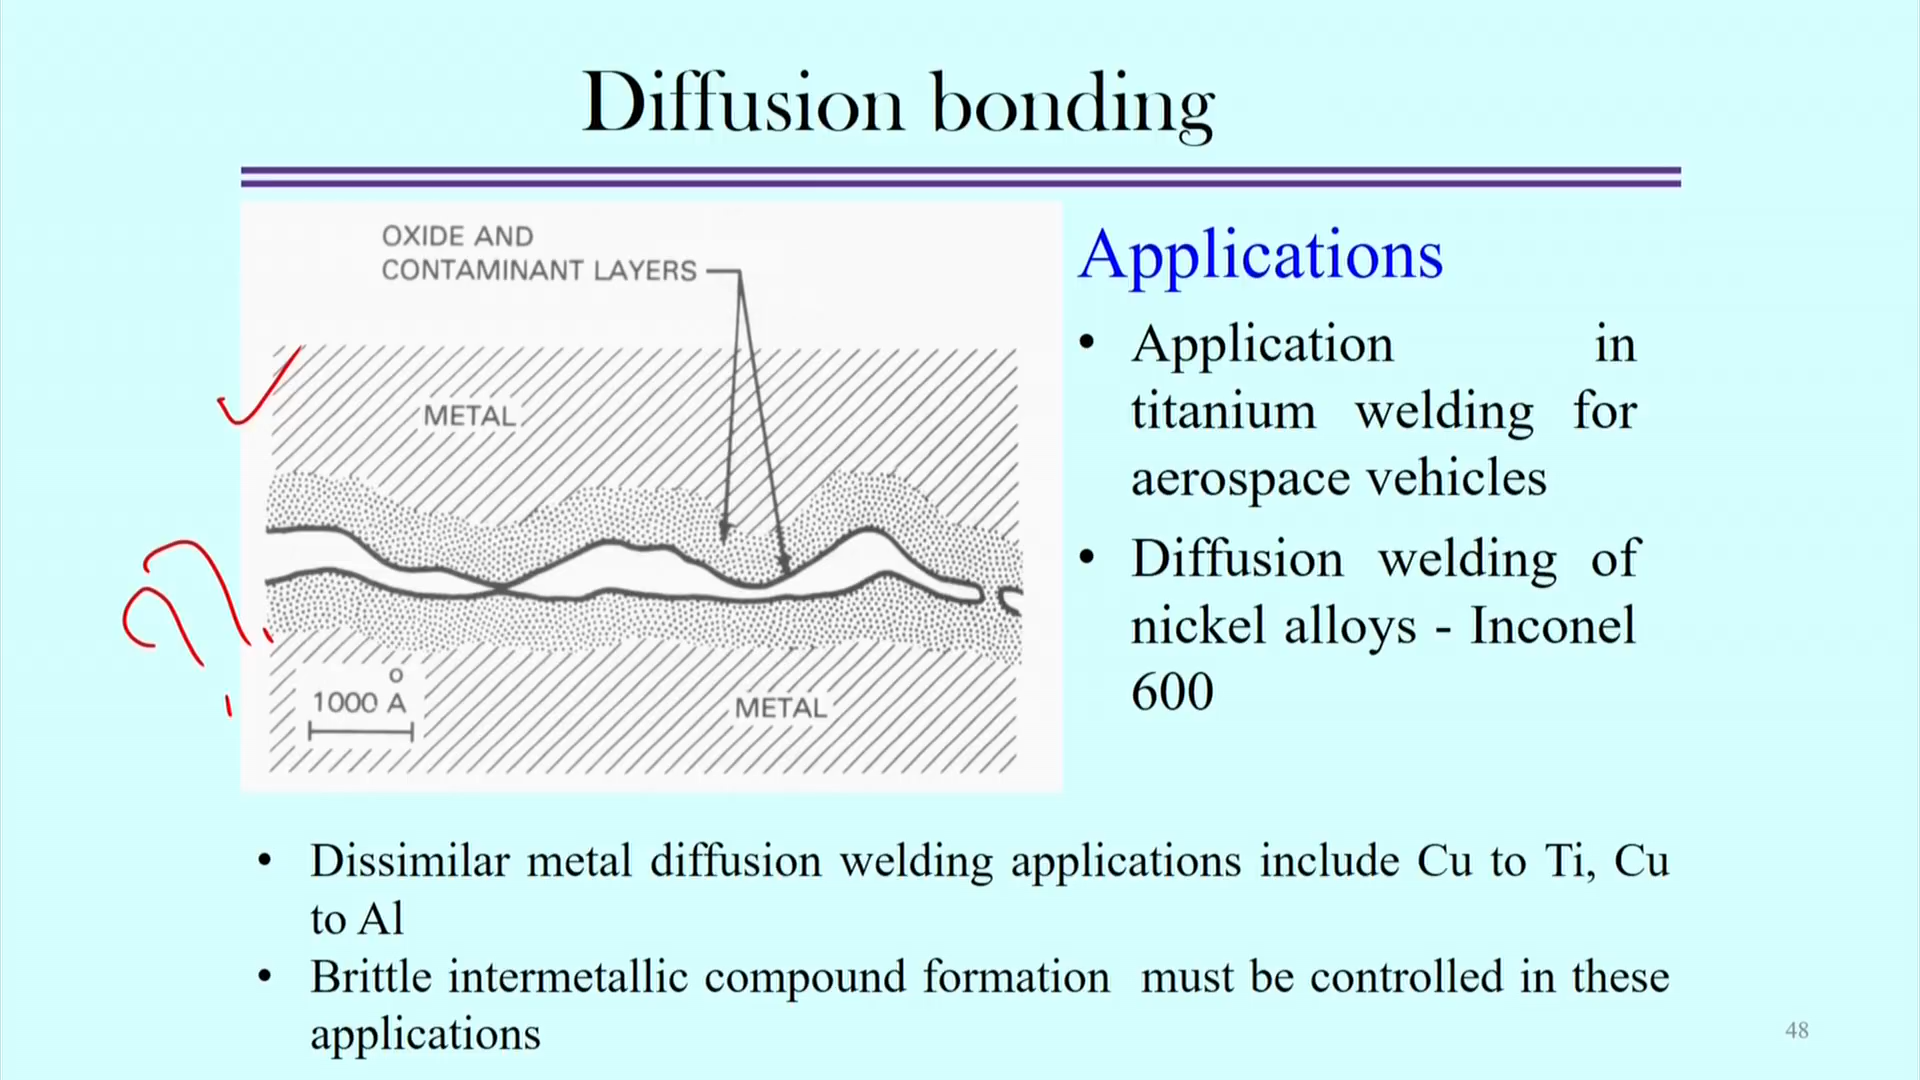 Diffusion bonding
OXIDE AND
CONTAMINANT LAYERS
METAL
1000 Å
METAL
Applications
• Application in
titanium welding for
aerospace vehicles
• Diffusion welding of
nickel alloys - Inconel
600
• Dissimilar metal diffusion welding applications include Cu to Ti, Cu
to Al
• Brittle intermetallic compound formation must be controlled in these
applications
48